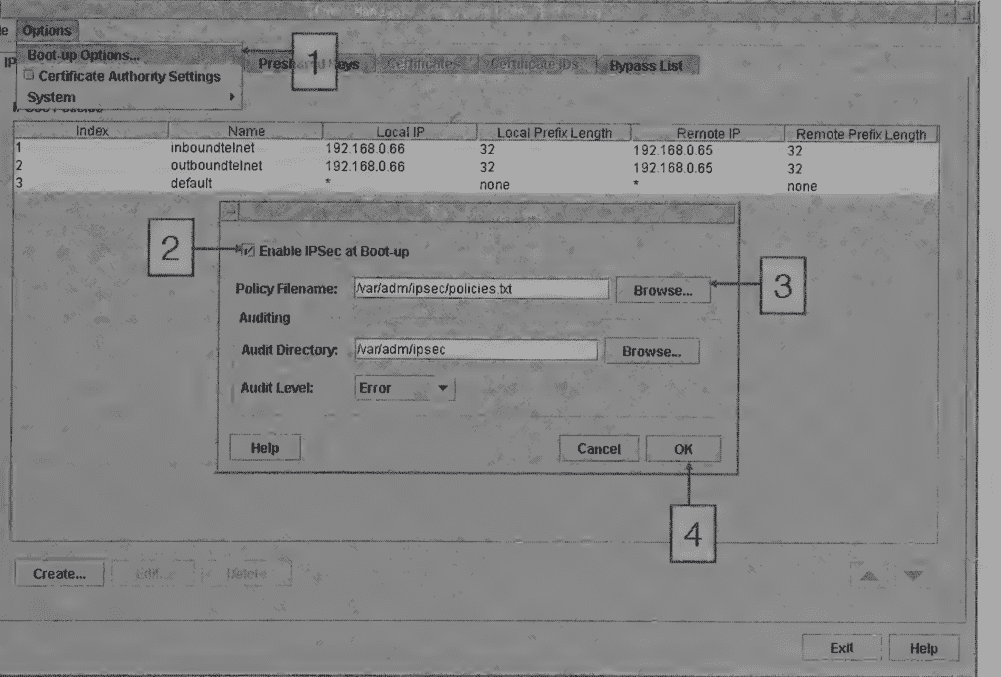 Options
Boot-up Options...
1
Certificate Authority Settings
Certificates
Certificate IDs
Bypass List
System
Index Name Local IP Local Prefix Length Remote IP Remote Prefix Length
1 inboundtelnet 192.168.0.66 32 192.168.0.65 32
2 outboundtelnet 192.168.0.66 32 192.168.0.65 32
3 default * none * none
2
Enable IPSec at Boot-up
Policy Filename: /var/adm/ipsec/policies.txt Browse...
3
Auditing
Audit Directory: /var/adm/ipsec Browse...
Audit Level: Error
Help Cancel OK
4
Create... Edit... Delete
Exit Help